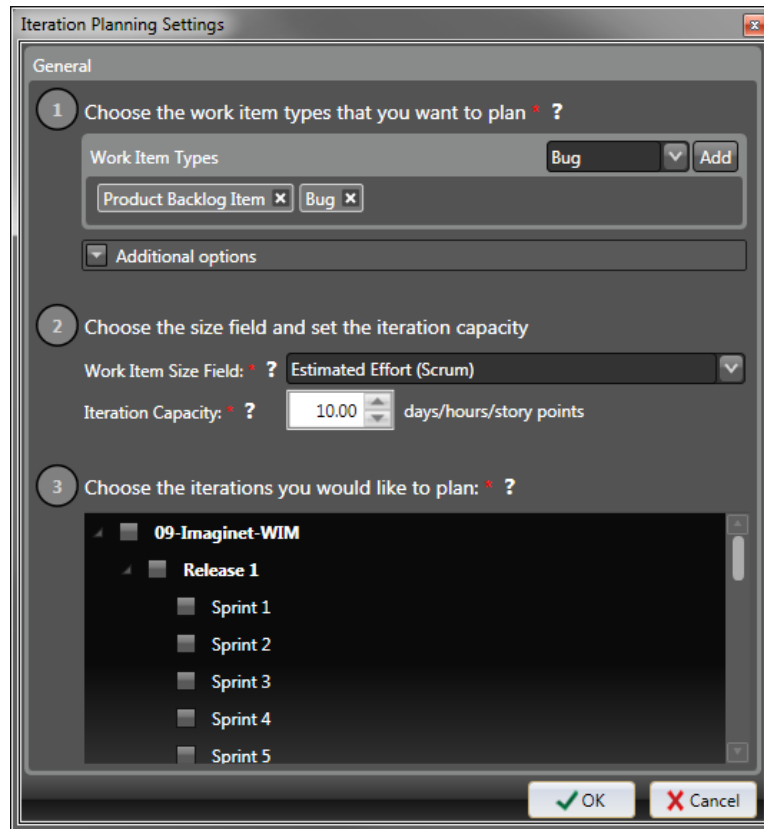 Iteration Planning Settings
General
1 Choose the work item types that you want to plan * ?
Work Item Types Bug Add
Product Backlog Item Bug
Additional options
2 Choose the size field and set the iteration capacity
Work Item Size Field: * ? Estimated Effort (Scrum)
Iteration Capacity: * ? 10.00 days/hours/story points
3 Choose the iterations you would like to plan: * ?
09-Imaginet-WIM
Release 1
Sprint 1
Sprint 2
Sprint 3
Sprint 4
Sprint 5
OK Cancel